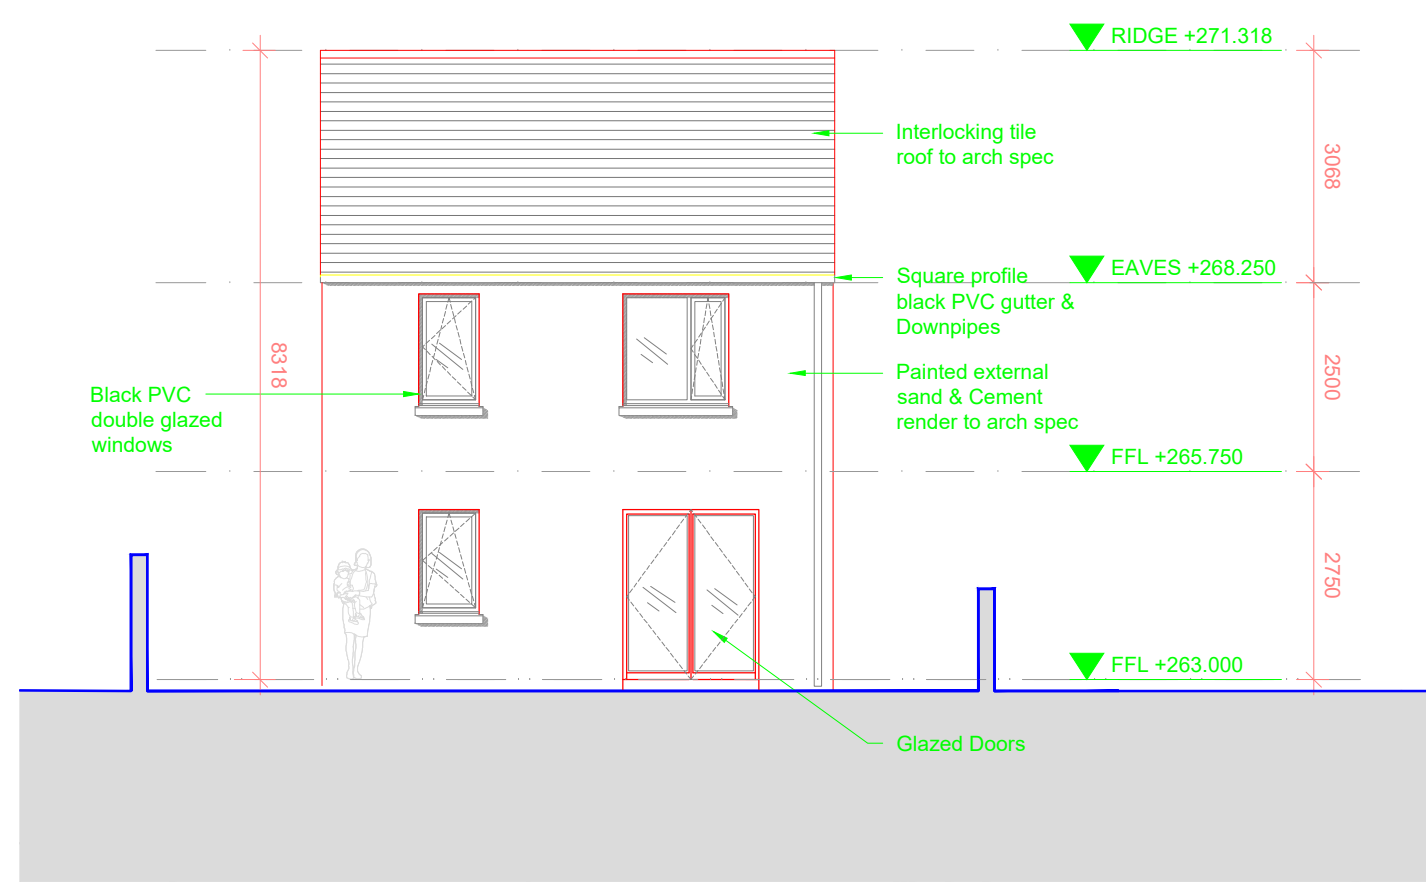 RIDGE +271.318
Interlocking tile
roof to arch spec
3068
EAVES +268.250
Square profile
black PVC gutter &
Downpipes
8318
2500
Painted external
sand & Cement
render to arch spec
Black PVC
double glazed
windows
FFL +265.750
2750
FFL +263.000
Glazed Doors